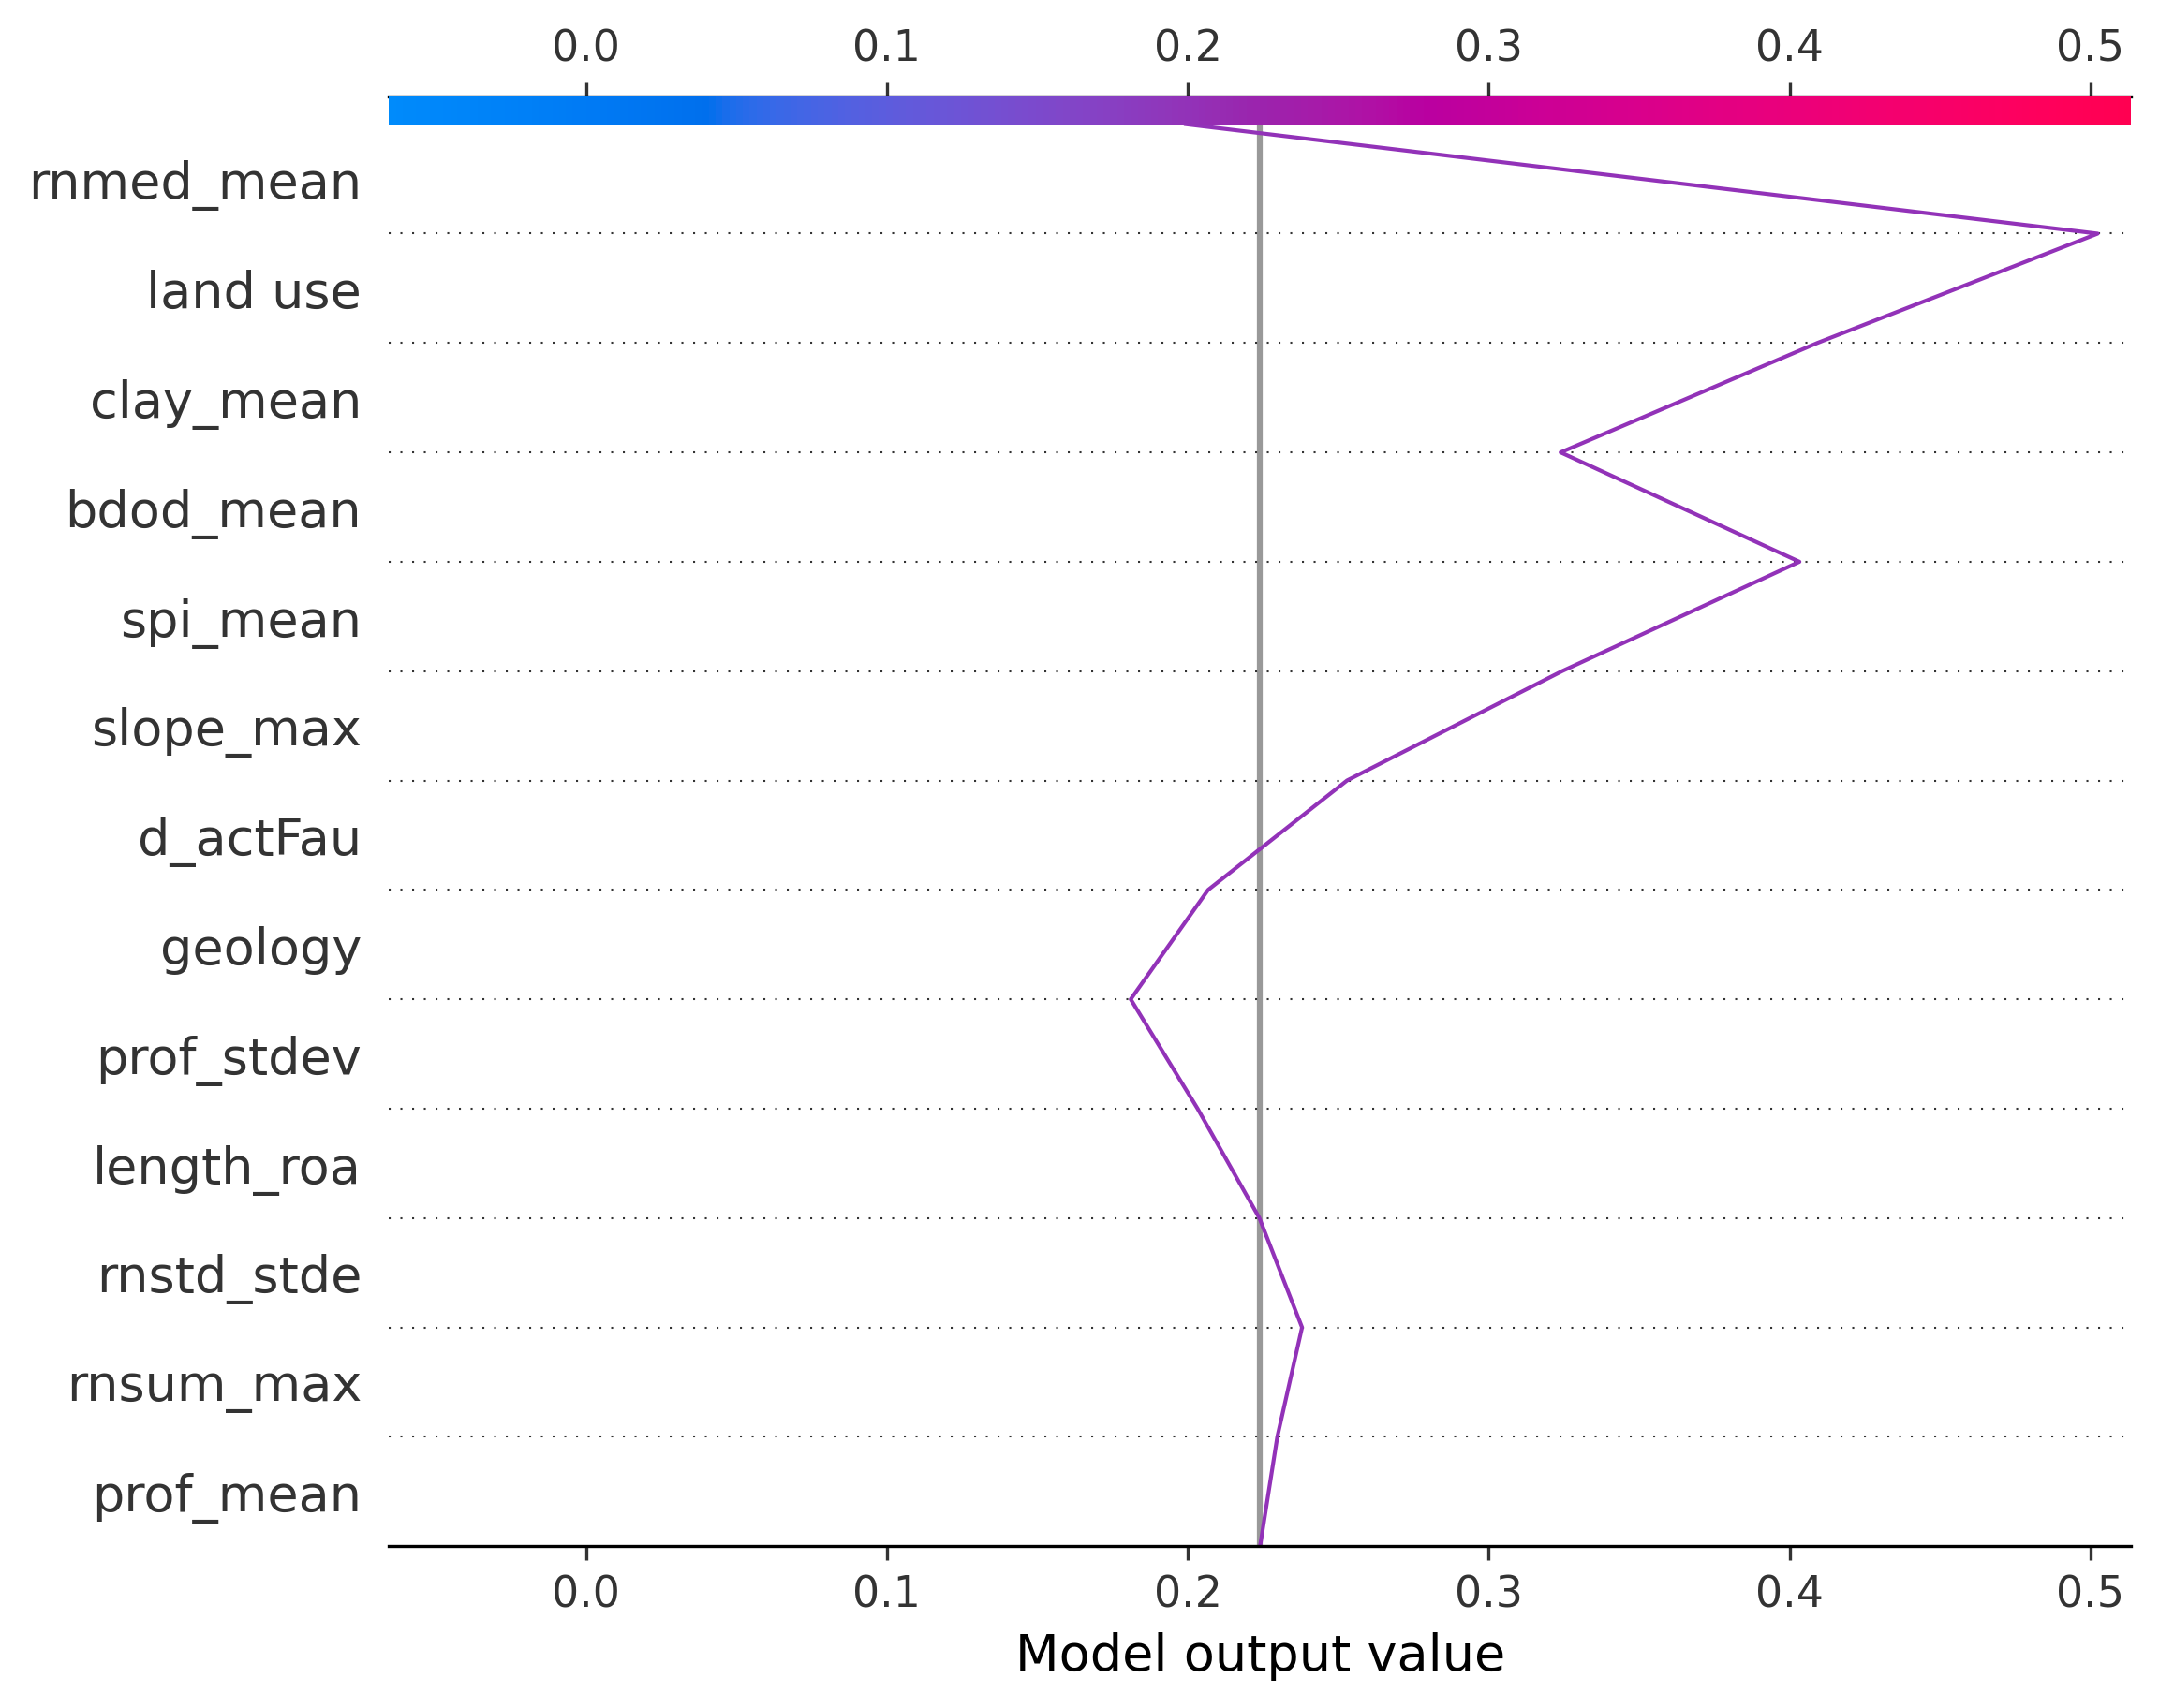 0.0 0.1 0.2 0.3 0.4 0.5
rnmed_mean
land use
clay_mean
bdod_mean
spi_mean
slope_max
d_actFau
geology
prof_stdev
length_roa
rnstd_stde
rnsum_max
prof_mean
0.0 0.1 0.2 0.3 0.4 0.5
Model output value